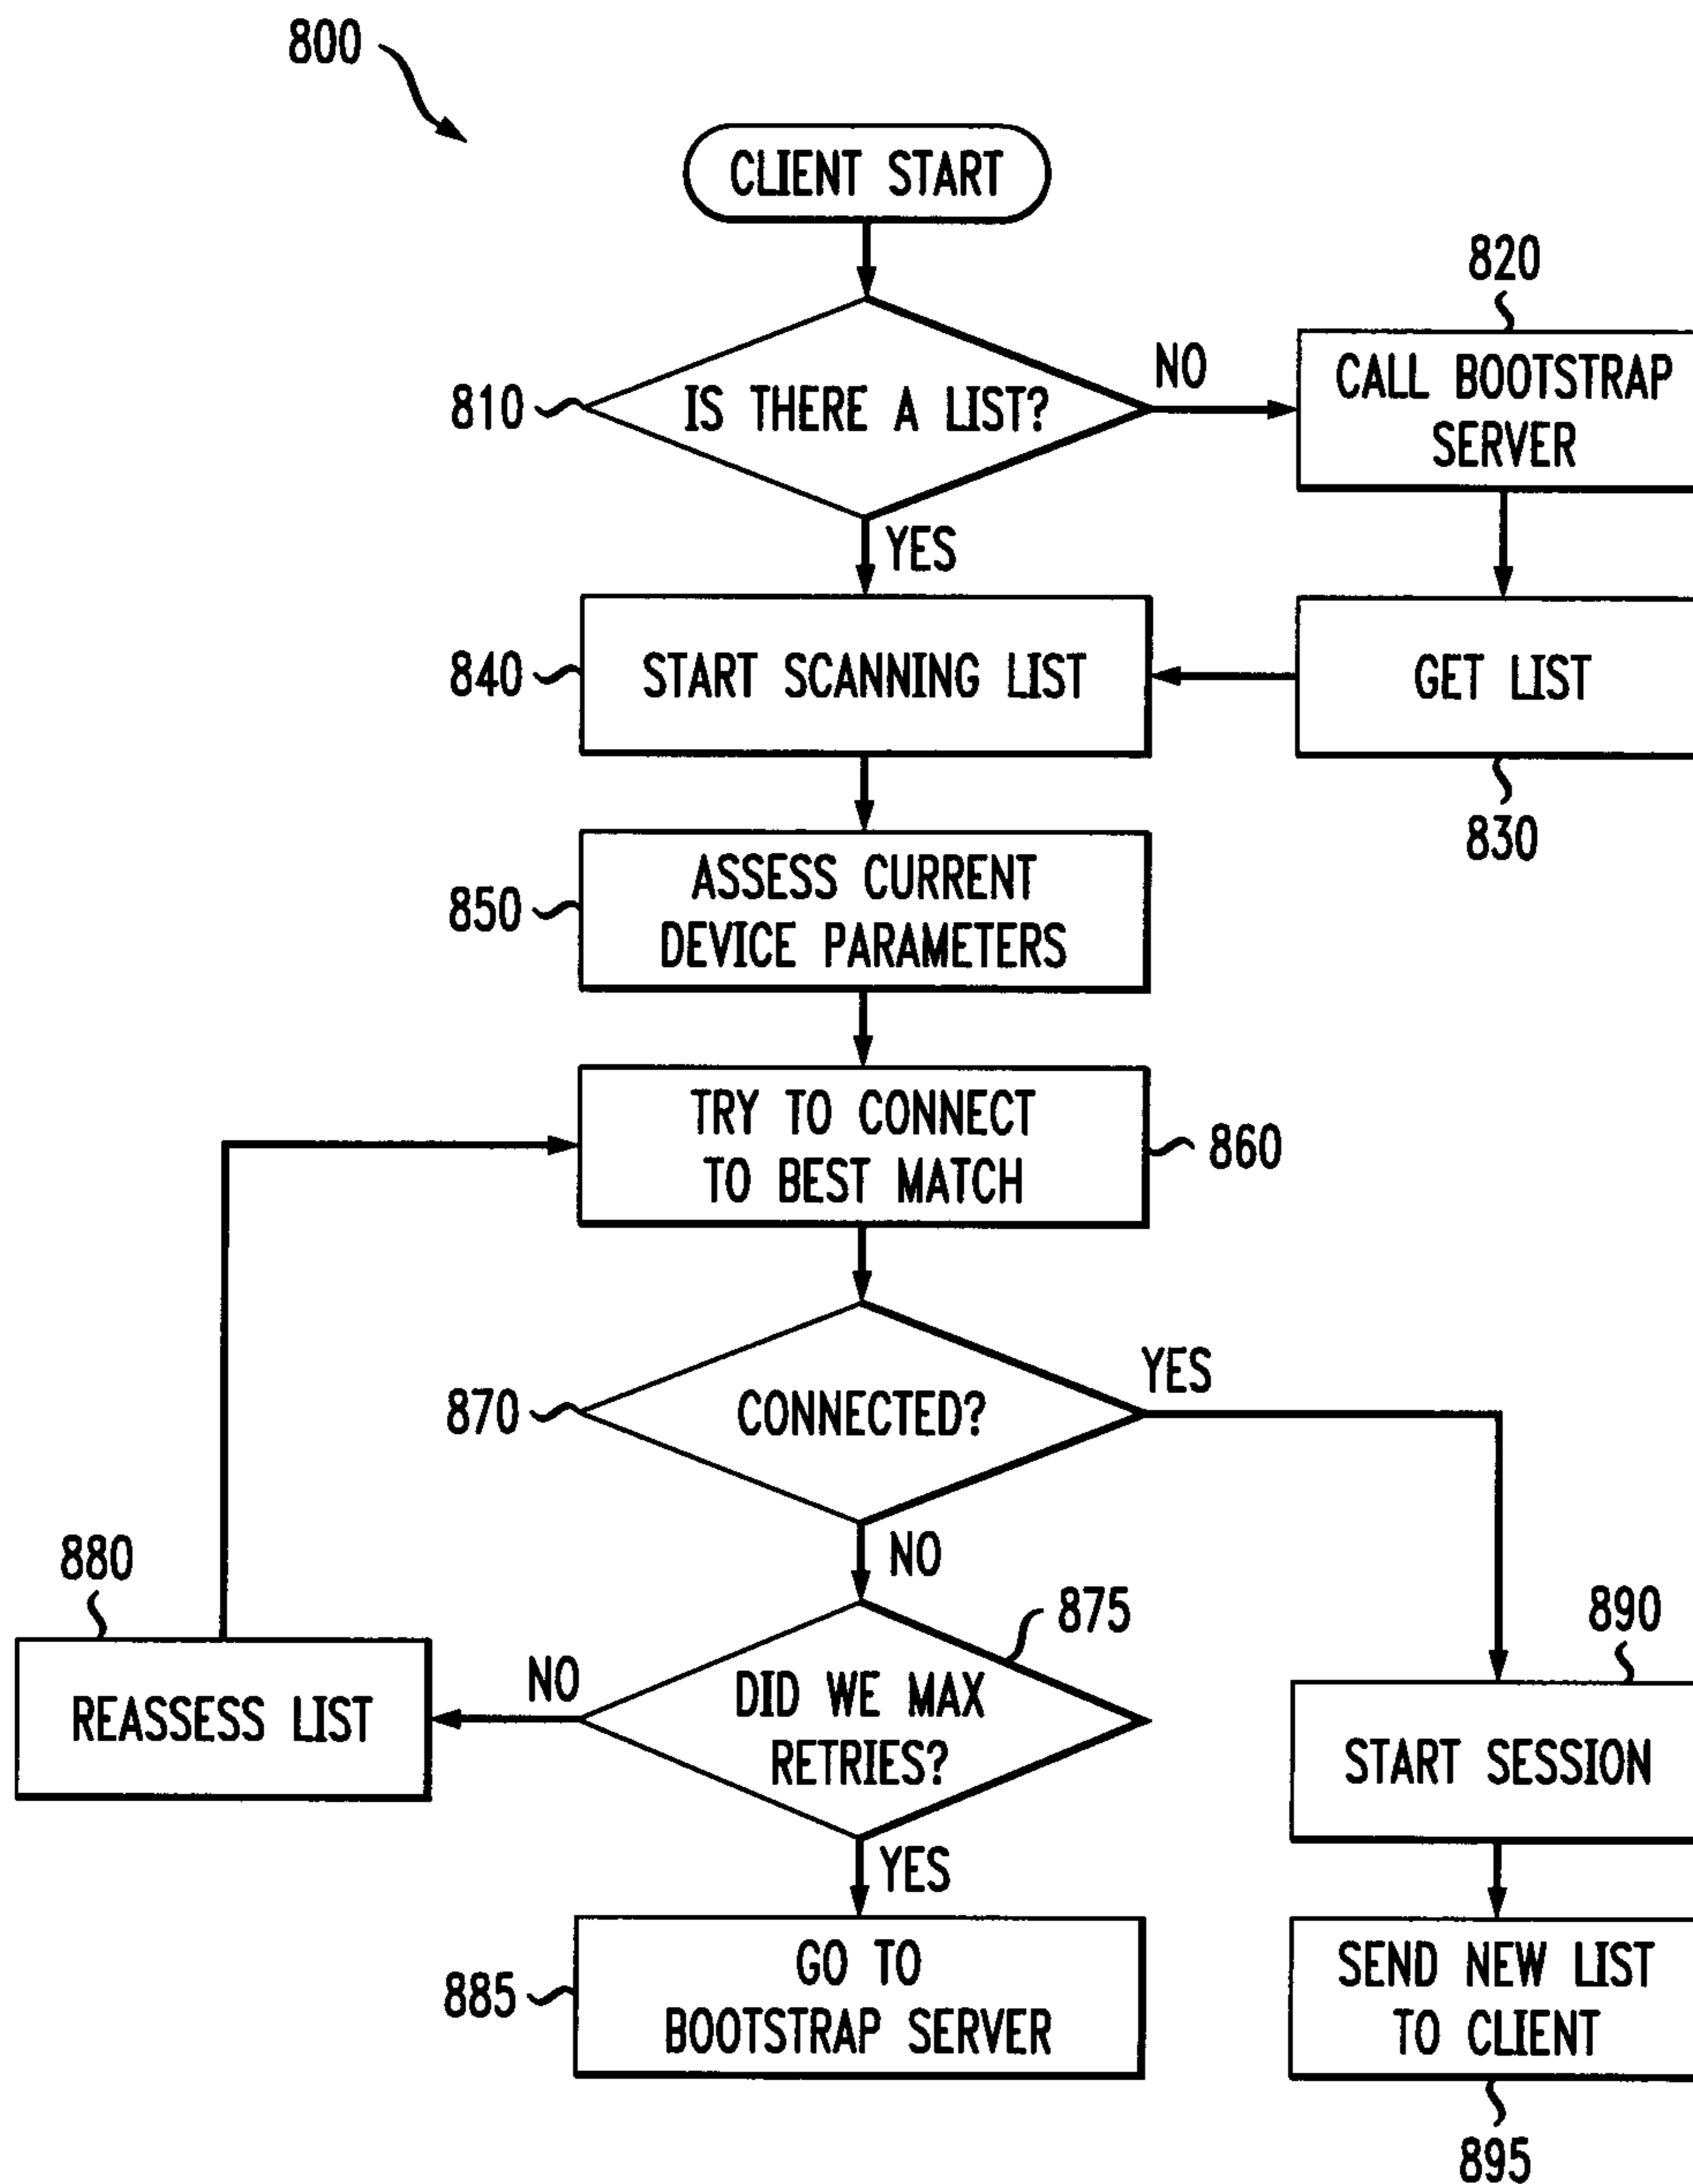 800
CLIENT START
820
810
IS THERE A LIST?
NO
CALL BOOTSTRAP
SERVER
YES
840
START SCANNING LIST
GET LIST
830
850
ASSESS CURRENT
DEVICE PARAMETERS
TRY TO CONNECT
TO BEST MATCH
860
870
CONNECTED?
YES
NO
880
875
890
REASSESS LIST
NO
DID WE MAX
RETRIES?
START SESSION
YES
885
GO TO
BOOTSTRAP SERVER
SEND NEW LIST
TO CLIENT
895